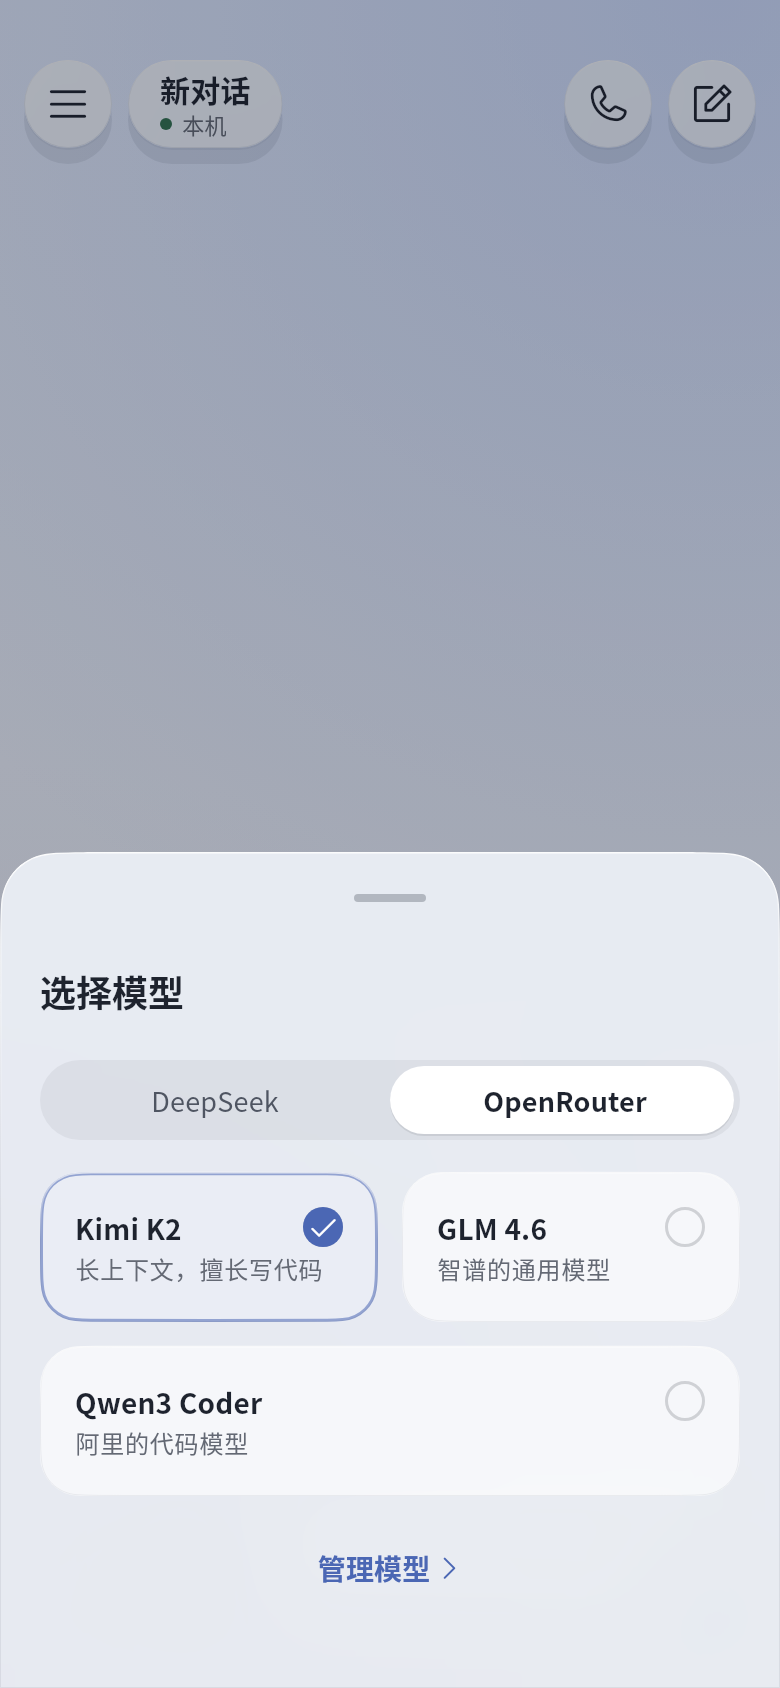 新对话
本机
选择模型
DeepSeek
OpenRouter
Kimi K2
长上下文，擅长写代码
GLM 4.6
智谱的通用模型
Qwen3 Coder
阿里的代码模型
管理模型